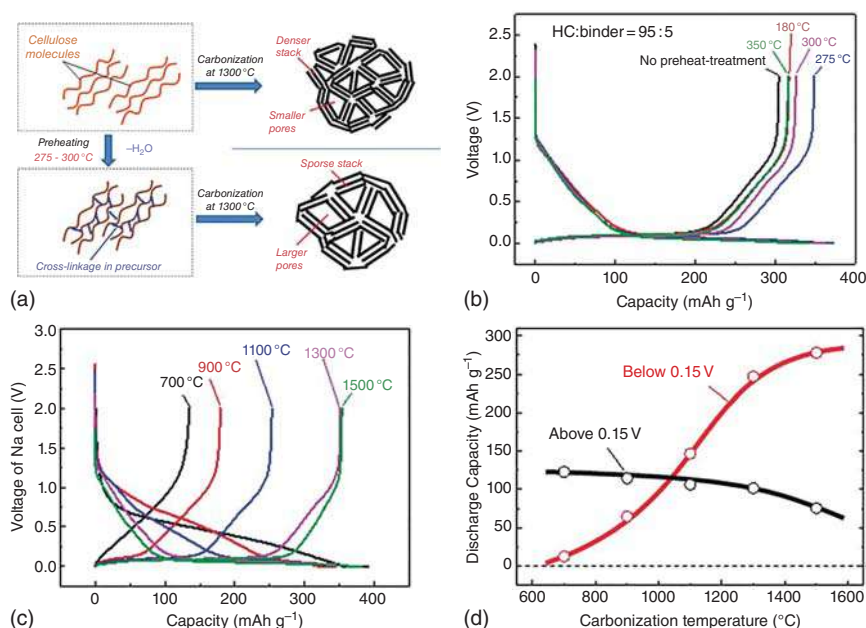 Cellulose
molecules
Carbonization
at 1300°C
Denser
stack
Smaller
pores
Preheating
275 - 300°C
–H₂O
Carbonization
at 1300°C
Sparse stack
Larger
pores
Cross-linkage in precursor
(a)
HC:binder = 95 : 5
180°C
350°C
300°C
No preheat-treatment
275°C
Voltage (V)
2.5
2.0
1.5
1.0
0.5
0.0
0 100 200 300 400
Capacity (mAh g⁻¹)
(b)
Voltage of Na cell (V)
3.0
2.5
2.0
1.5
1.0
0.5
0.0
700°C
900°C
1100°C
1300°C
1500°C
0 100 200 300 400
Capacity (mAh g⁻¹)
(c)
Discharge Capacity (mAh g⁻¹)
300
250
200
150
100
50
0
Below 0.15 V
Above 0.15 V
600 800 1000 1200 1400 1600
Carbonization temperature (°C)
(d)